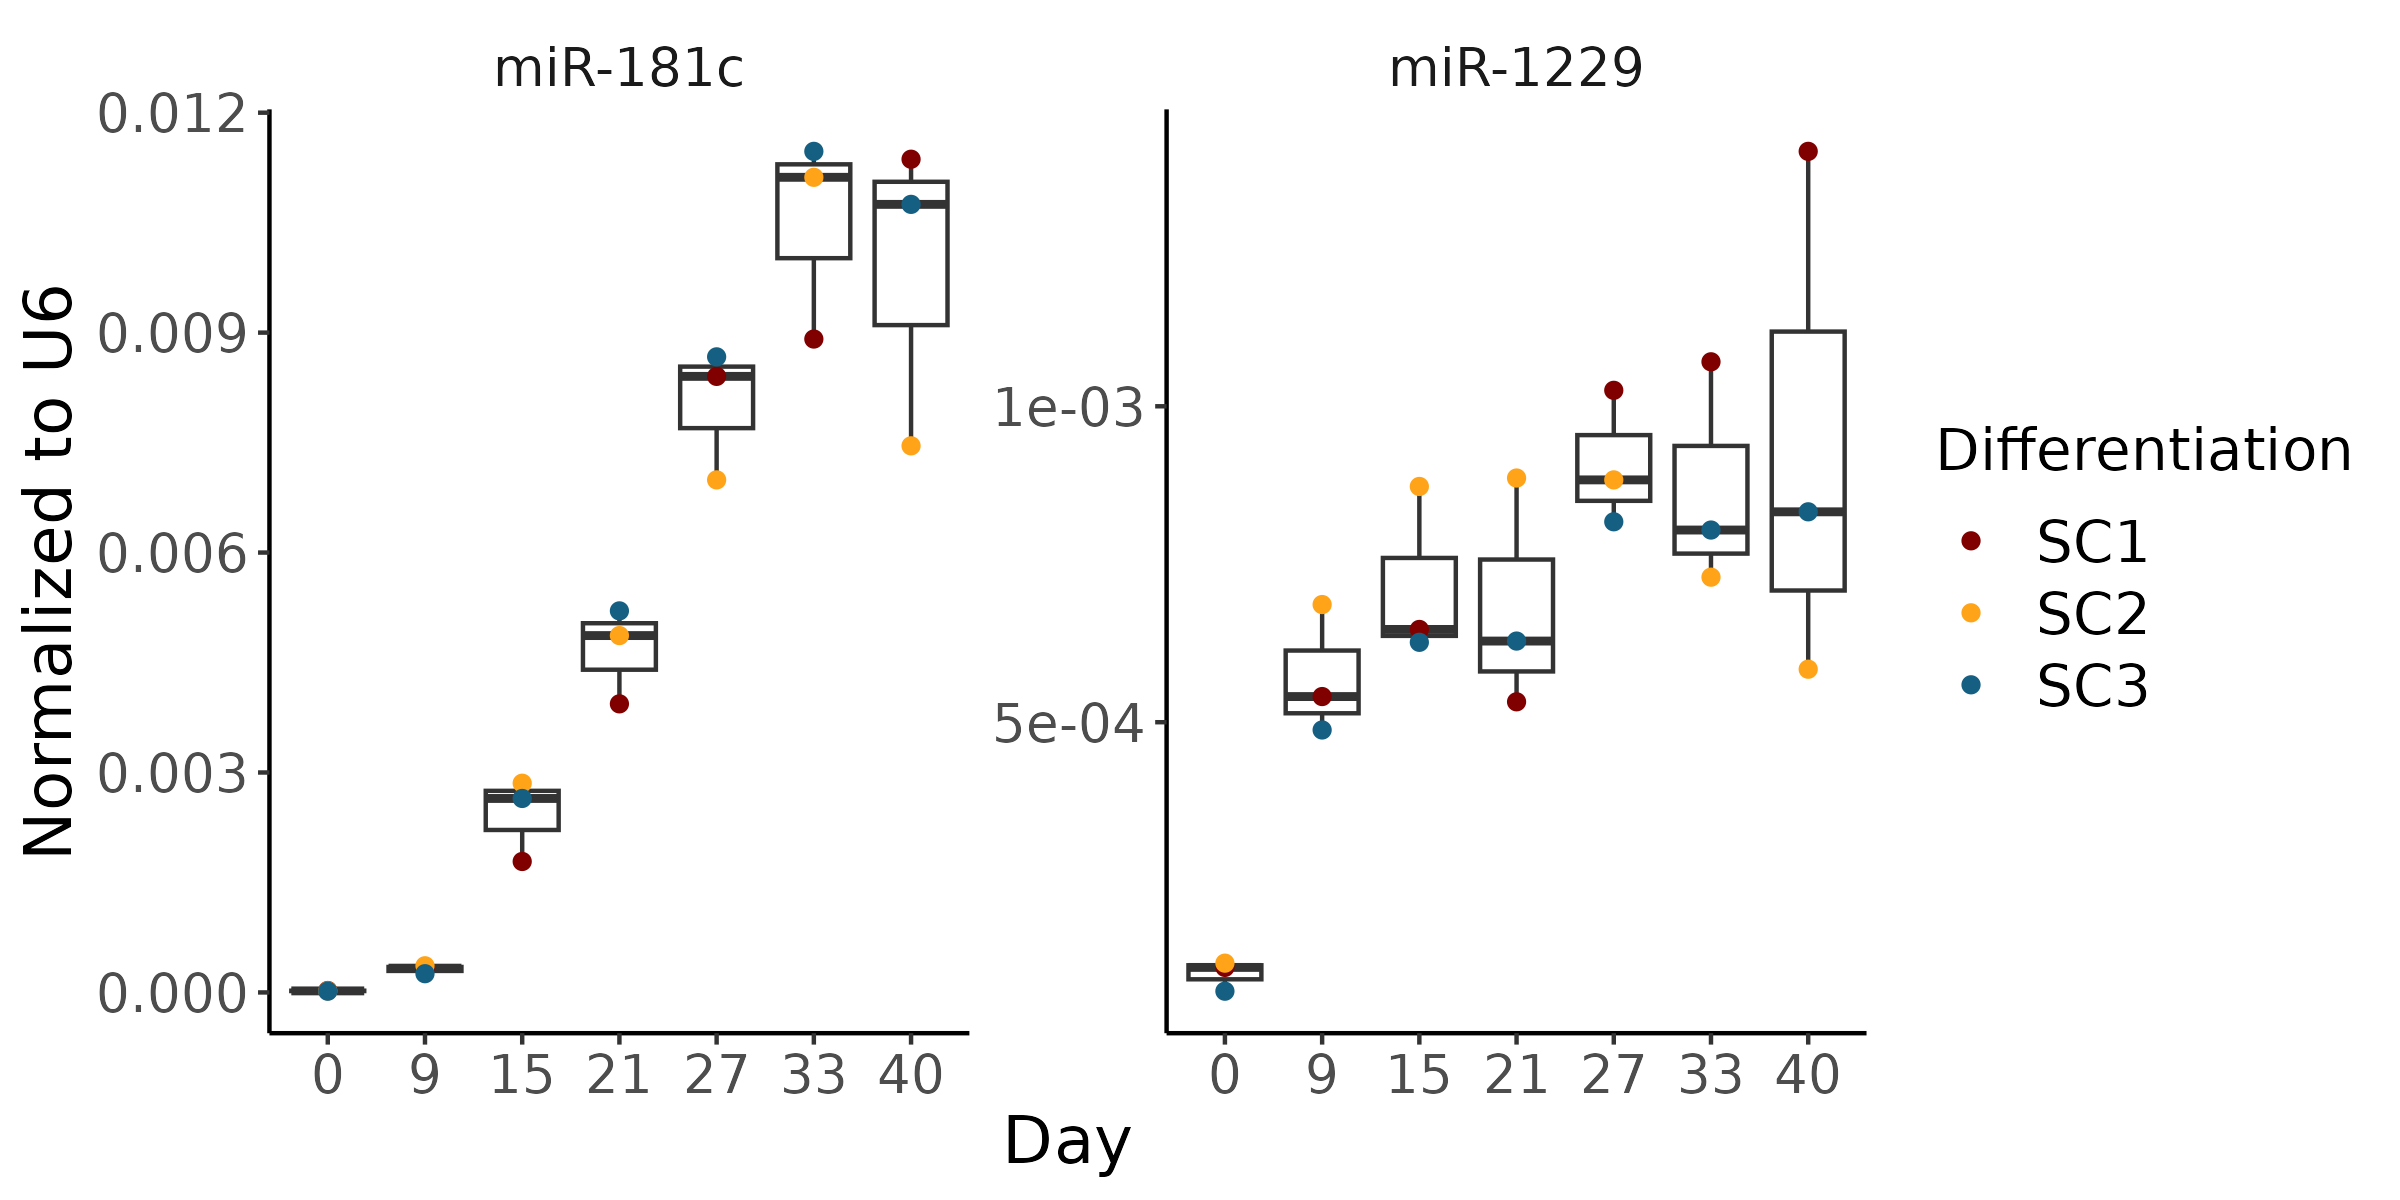 miR-181c
miR-1229
Normalized to U6
0.012
0.009
0.006
0.003
0.000
0 9 15 21 27 33 40
1e-03
5e-04
0 9 15 21 27 33 40
Day
Differentiation
SC1
SC2
SC3